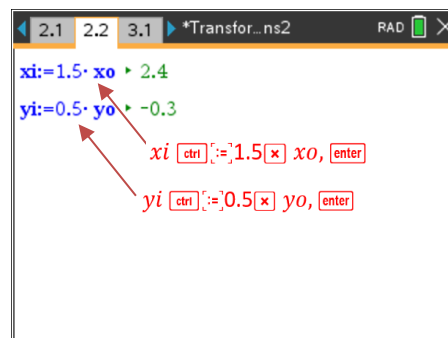 2.1 2.2 3.1 *Transfor...ns2 RAD
xi:=1.5· xo ▸ 2.4
yi:=0.5· yo ▸ -0.3
xi ctrl := 1.5 × xo, enter
yi ctrl := 0.5 × yo, enter